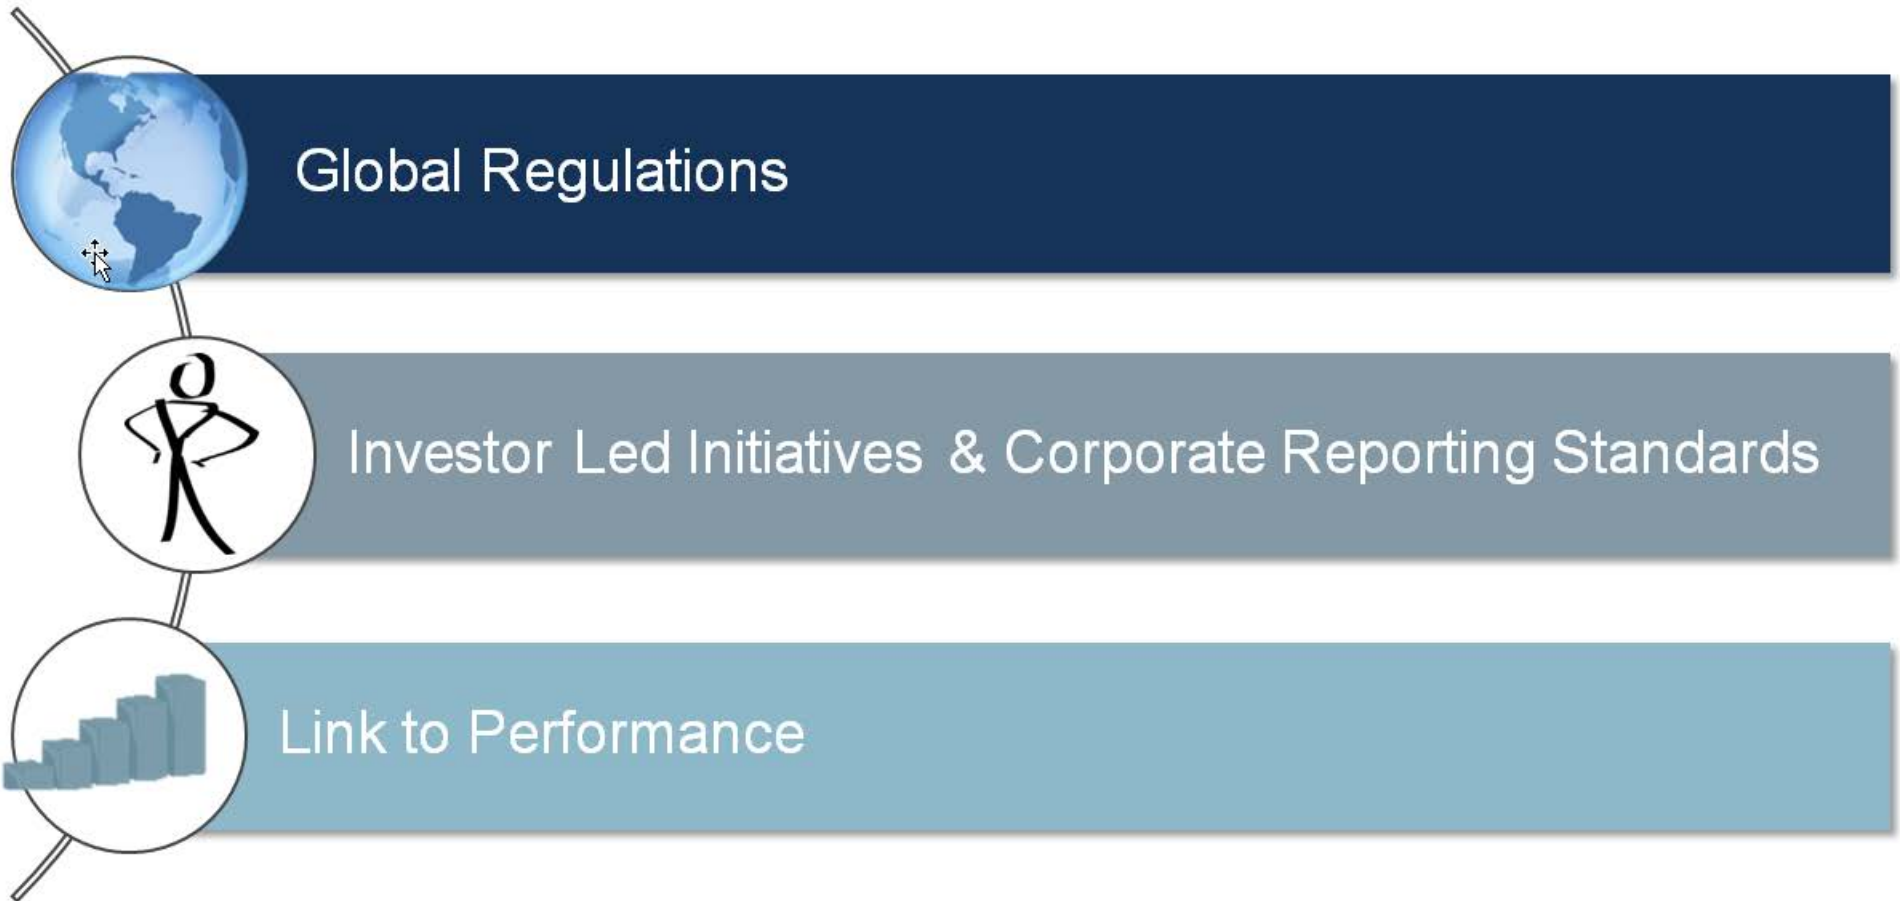 Global Regulations
Investor Led Initiatives & Corporate Reporting Standards
Link to Performance